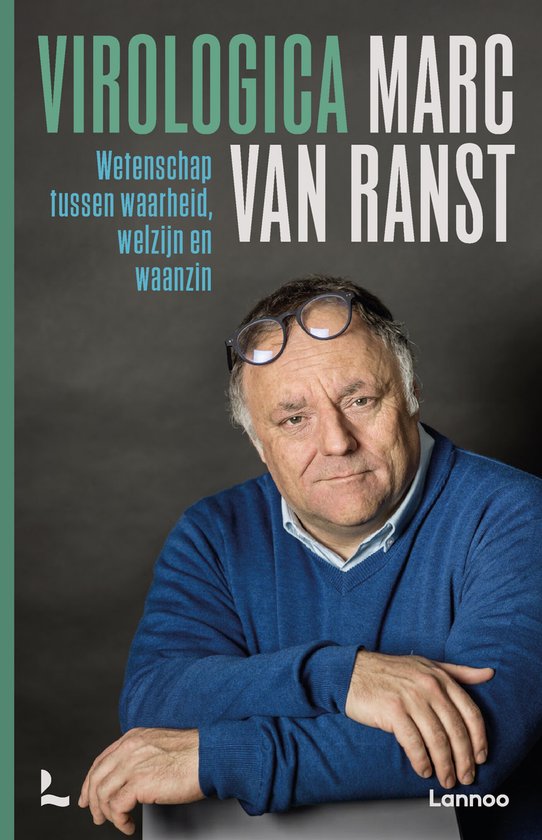 VIROLOGICA MARC
VAN RANST
Wetenschap
tussen waarheid,
welzijn en
waanzin
L
Lannoo